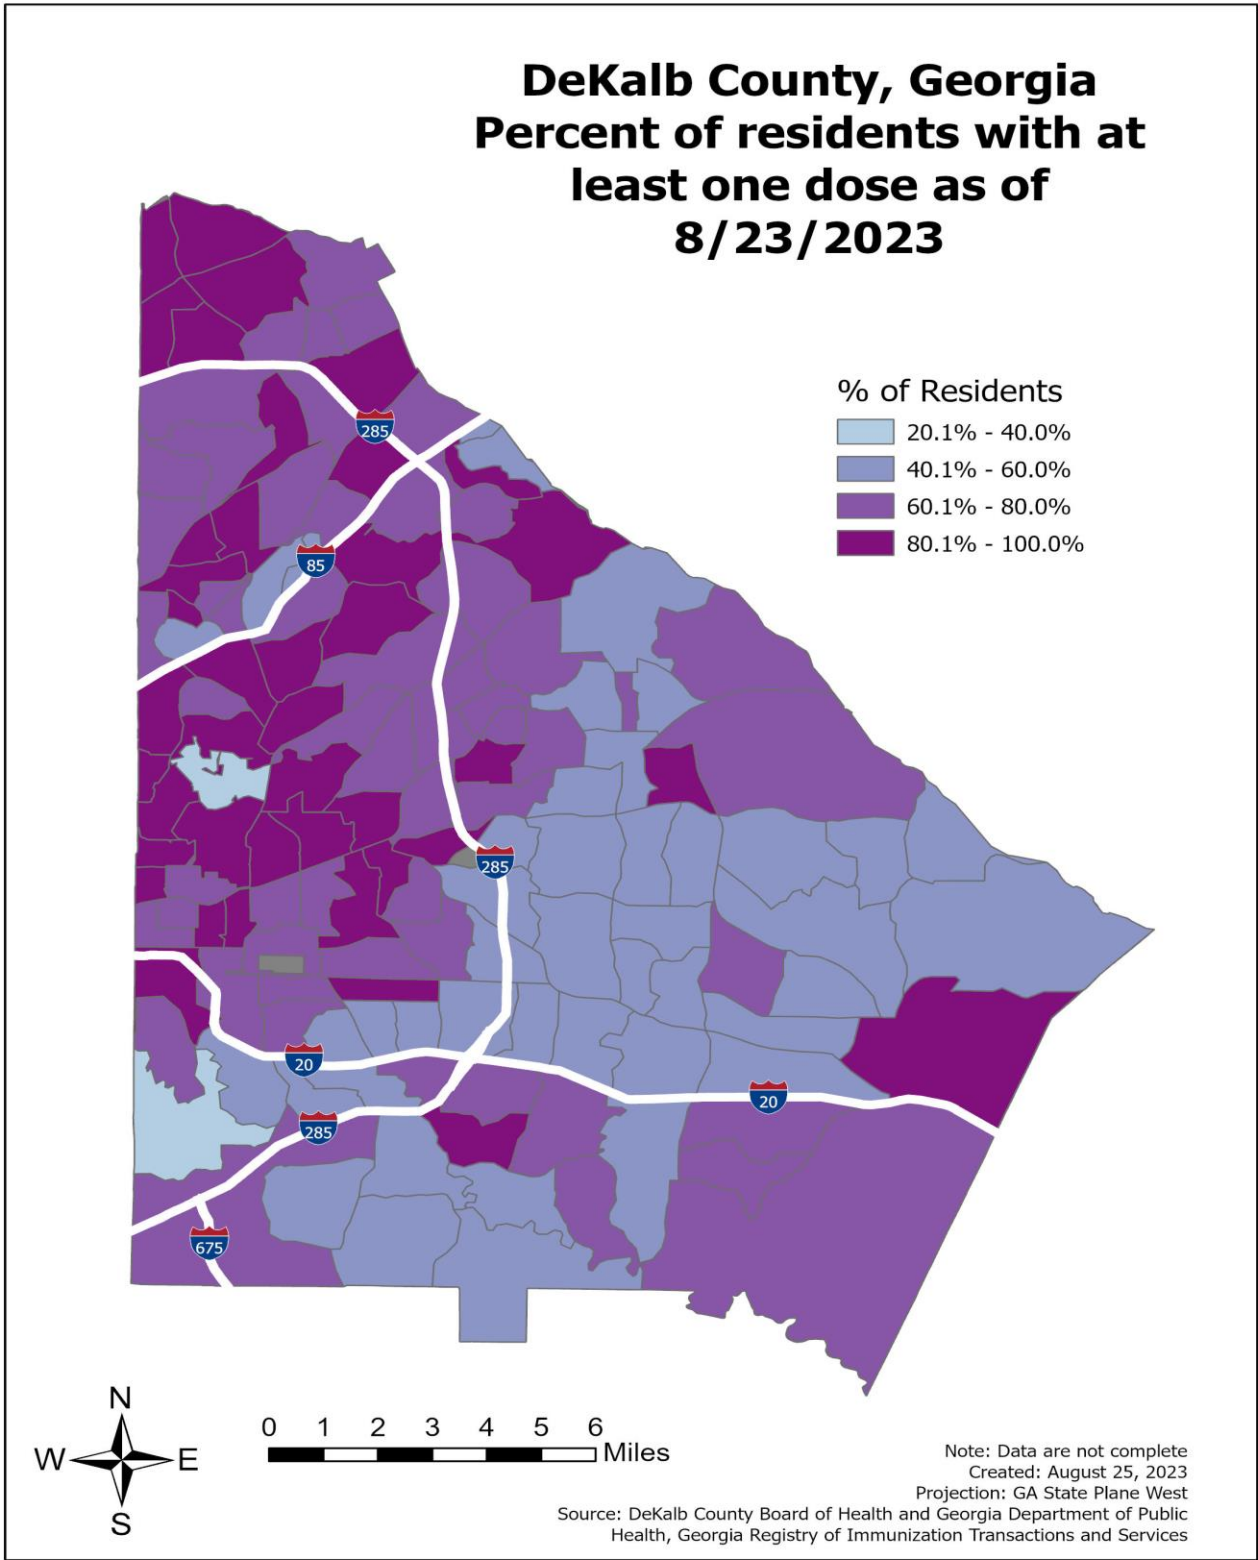 DeKalb County, Georgia
Percent of residents with at
least one dose as of
8/23/2023
% of Residents
20.1% - 40.0%
40.1% - 60.0%
60.1% - 80.0%
80.1% - 100.0%
285
85
285
20
20
285
675
N
W E
S
0 1 2 3 4 5 6
Miles
Note: Data are not complete
Created: August 25, 2023
Projection: GA State Plane West
Source: DeKalb County Board of Health and Georgia Department of Public
Health, Georgia Registry of Immunization Transactions and Services